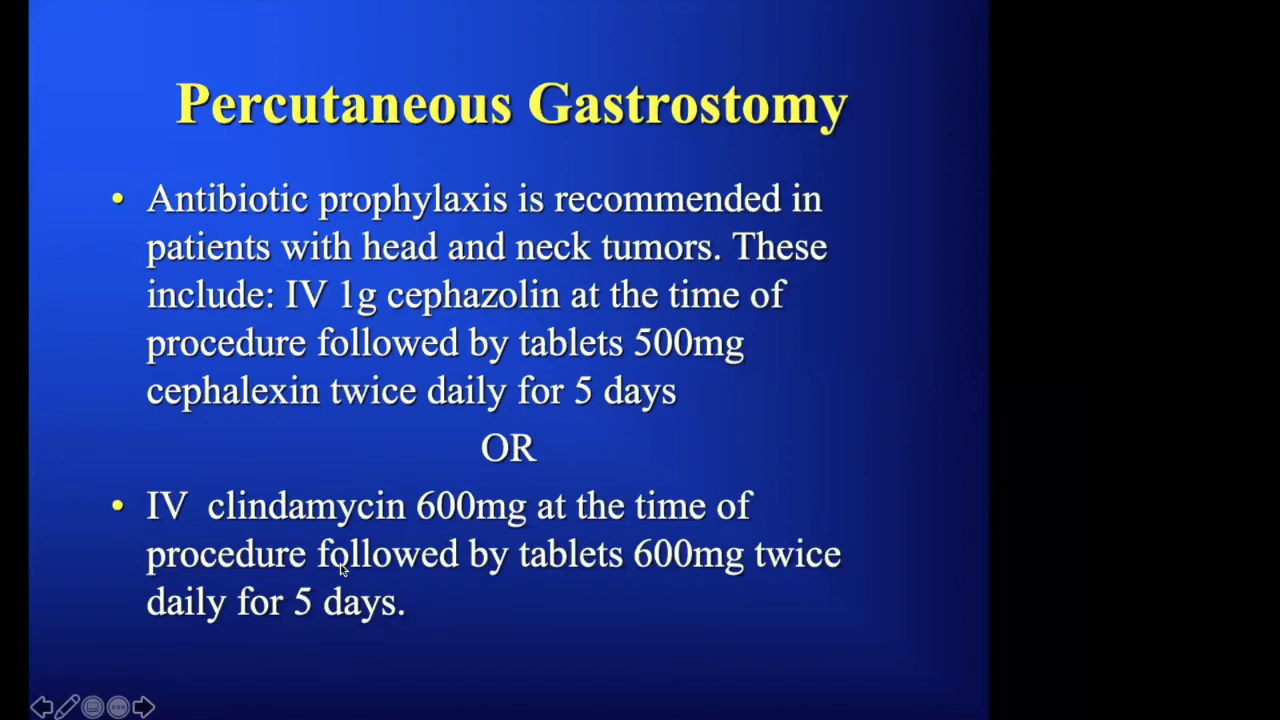 Percutaneous Gastrostomy
• Antibiotic prophylaxis is recommended in
patients with head and neck tumors. These
include: IV 1g cephazolin at the time of
procedure followed by tablets 500mg
cephalexin twice daily for 5 days
OR
• IV clindamycin 600mg at the time of
procedure followed by tablets 600mg twice
daily for 5 days.